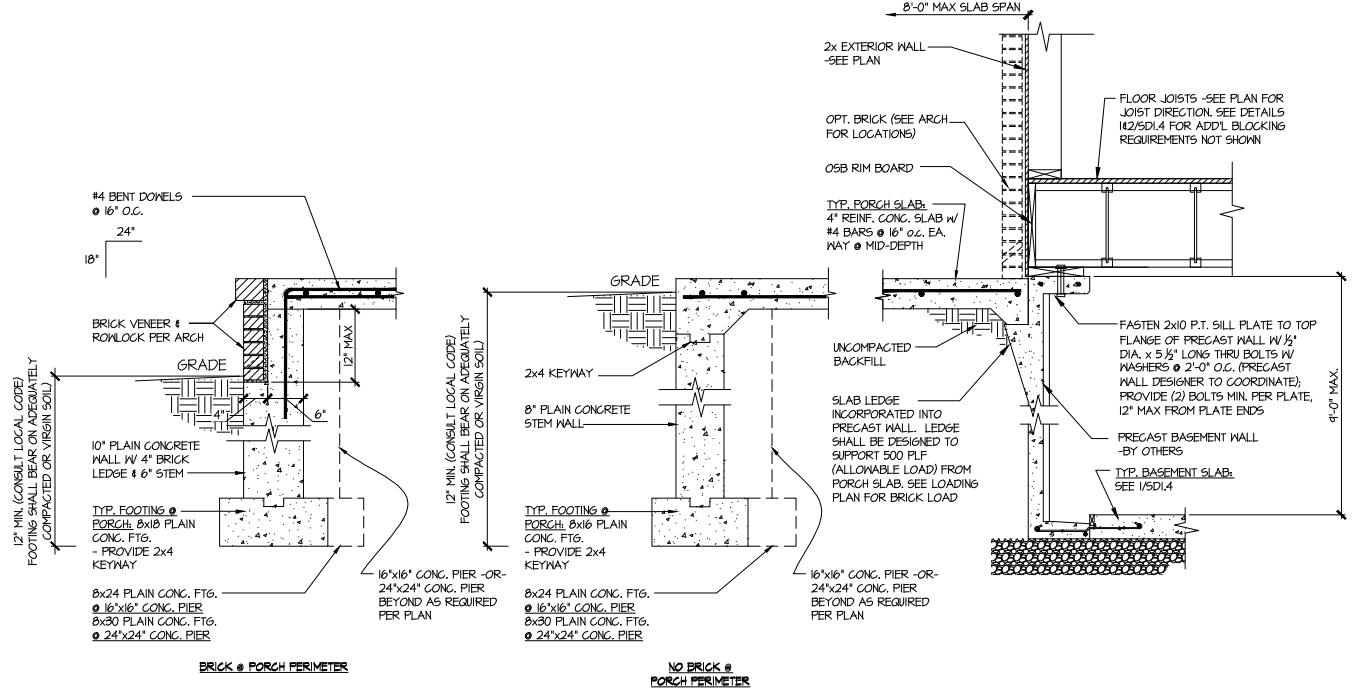 8'-0" MAX SLAB SPAN
2x EXTERIOR WALL
-SEE PLAN
FLOOR JOISTS -SEE PLAN FOR
JOIST DIRECTION. SEE DETAILS
1&2/SD1.4 FOR ADD'L BLOCKING
REQUIREMENTS NOT SHOWN
OPT. BRICK (SEE ARCH
FOR LOCATIONS)
OSB RIM BOARD
TYP. PORCH SLAB:
4" REINF. CONC. SLAB W/
#4 BARS @ 16" o.c. EA.
WAY @ MID-DEPTH
#4 BENT DOWELS
@ 16" O.C.
24"
18"
BRICK VENEER &
ROWLOCK PER ARCH
GRADE
12" MAX
4"
6"
12" MIN. (CONSULT LOCAL CODE)
FOOTING SHALL BEAR ON ADEQUATELY
COMPACTED OR VIRGIN SOIL)
10" PLAIN CONCRETE
WALL W/ 4" BRICK
LEDGE & 6" STEM
TYP. FOOTING @
PORCH: 8x18 PLAIN
CONC. FTG.
- PROVIDE 2x4
KEYWAY
8x24 PLAIN CONC. FTG.
@ 16"x16" CONC. PIER
8x30 PLAIN CONC. FTG.
@ 24"x24" CONC. PIER
16"x16" CONC. PIER -OR-
24"x24" CONC. PIER
BEYOND AS REQUIRED
PER PLAN
BRICK @ PORCH PERIMETER
GRADE
12" MIN. (CONSULT LOCAL CODE)
FOOTING SHALL BEAR ON ADEQUATELY
COMPACTED OR VIRGIN SOIL)
2x4 KEYWAY
8" PLAIN CONCRETE
STEM WALL
TYP. FOOTING @
PORCH: 8x16 PLAIN
CONC. FTG.
- PROVIDE 2x4
KEYWAY
8x24 PLAIN CONC. FTG.
@ 16"x16" CONC. PIER
8x30 PLAIN CONC. FTG.
@ 24"x24" CONC. PIER
16"x16" CONC. PIER -OR-
24"x24" CONC. PIER
BEYOND AS REQUIRED
PER PLAN
NO BRICK @
PORCH PERIMETER
UNCOMPACTED
BACKFILL
SLAB LEDGE
INCORPORATED INTO
PRECAST WALL. LEDGE
SHALL BE DESIGNED TO
SUPPORT 500 PLF
(ALLOWABLE LOAD) FROM
PORCH SLAB. SEE LOADING
PLAN FOR BRICK LOAD
FASTEN 2x10 P.T. SILL PLATE TO TOP
FLANGE OF PRECAST WALL W/ ½"
DIA. x 5 ½" LONG THRU BOLTS W/
WASHERS @ 2'-0" O.C. (PRECAST
WALL DESIGNER TO COORDINATE);
PROVIDE (2) BOLTS MIN. PER PLATE,
12" MAX FROM PLATE ENDS
PRECAST BASEMENT WALL
-BY OTHERS
TYP. BASEMENT SLAB:
SEE 1/SD1.4
9'-0" MAX.